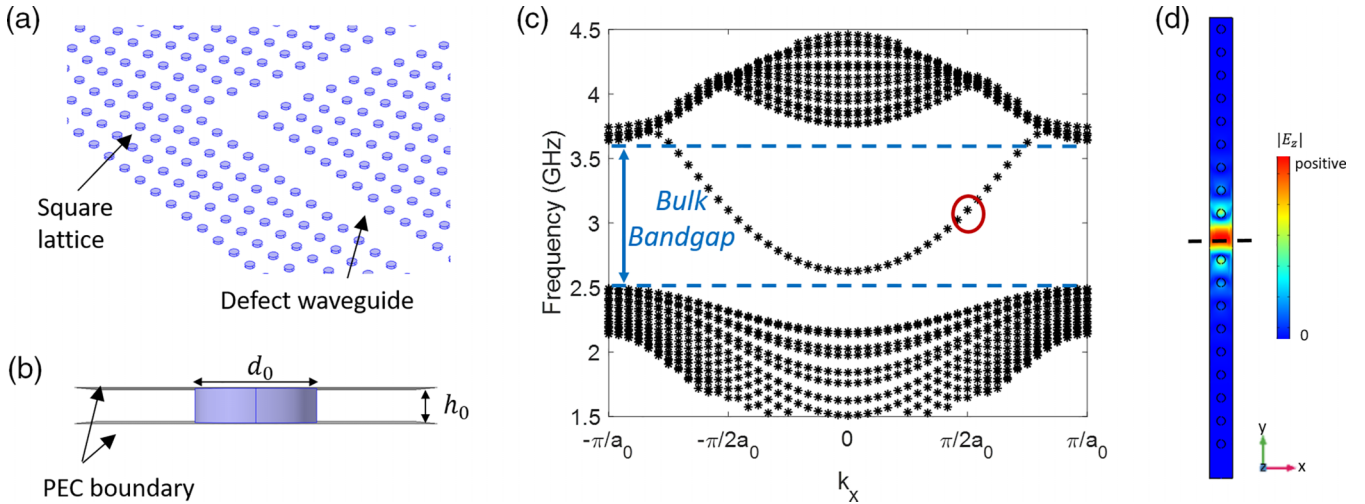 (a)
Square
lattice
Defect waveguide
(b)
d₀
h₀
PEC boundary
(c)
Frequency (GHz)
4.5
4
3.5
3
2.5
2
1.5
Bulk
Bandgap
-π/a₀
-π/2a₀
0
π/2a₀
π/a₀
kₓ
(d)
|E_z|
positive
0
y
z
x